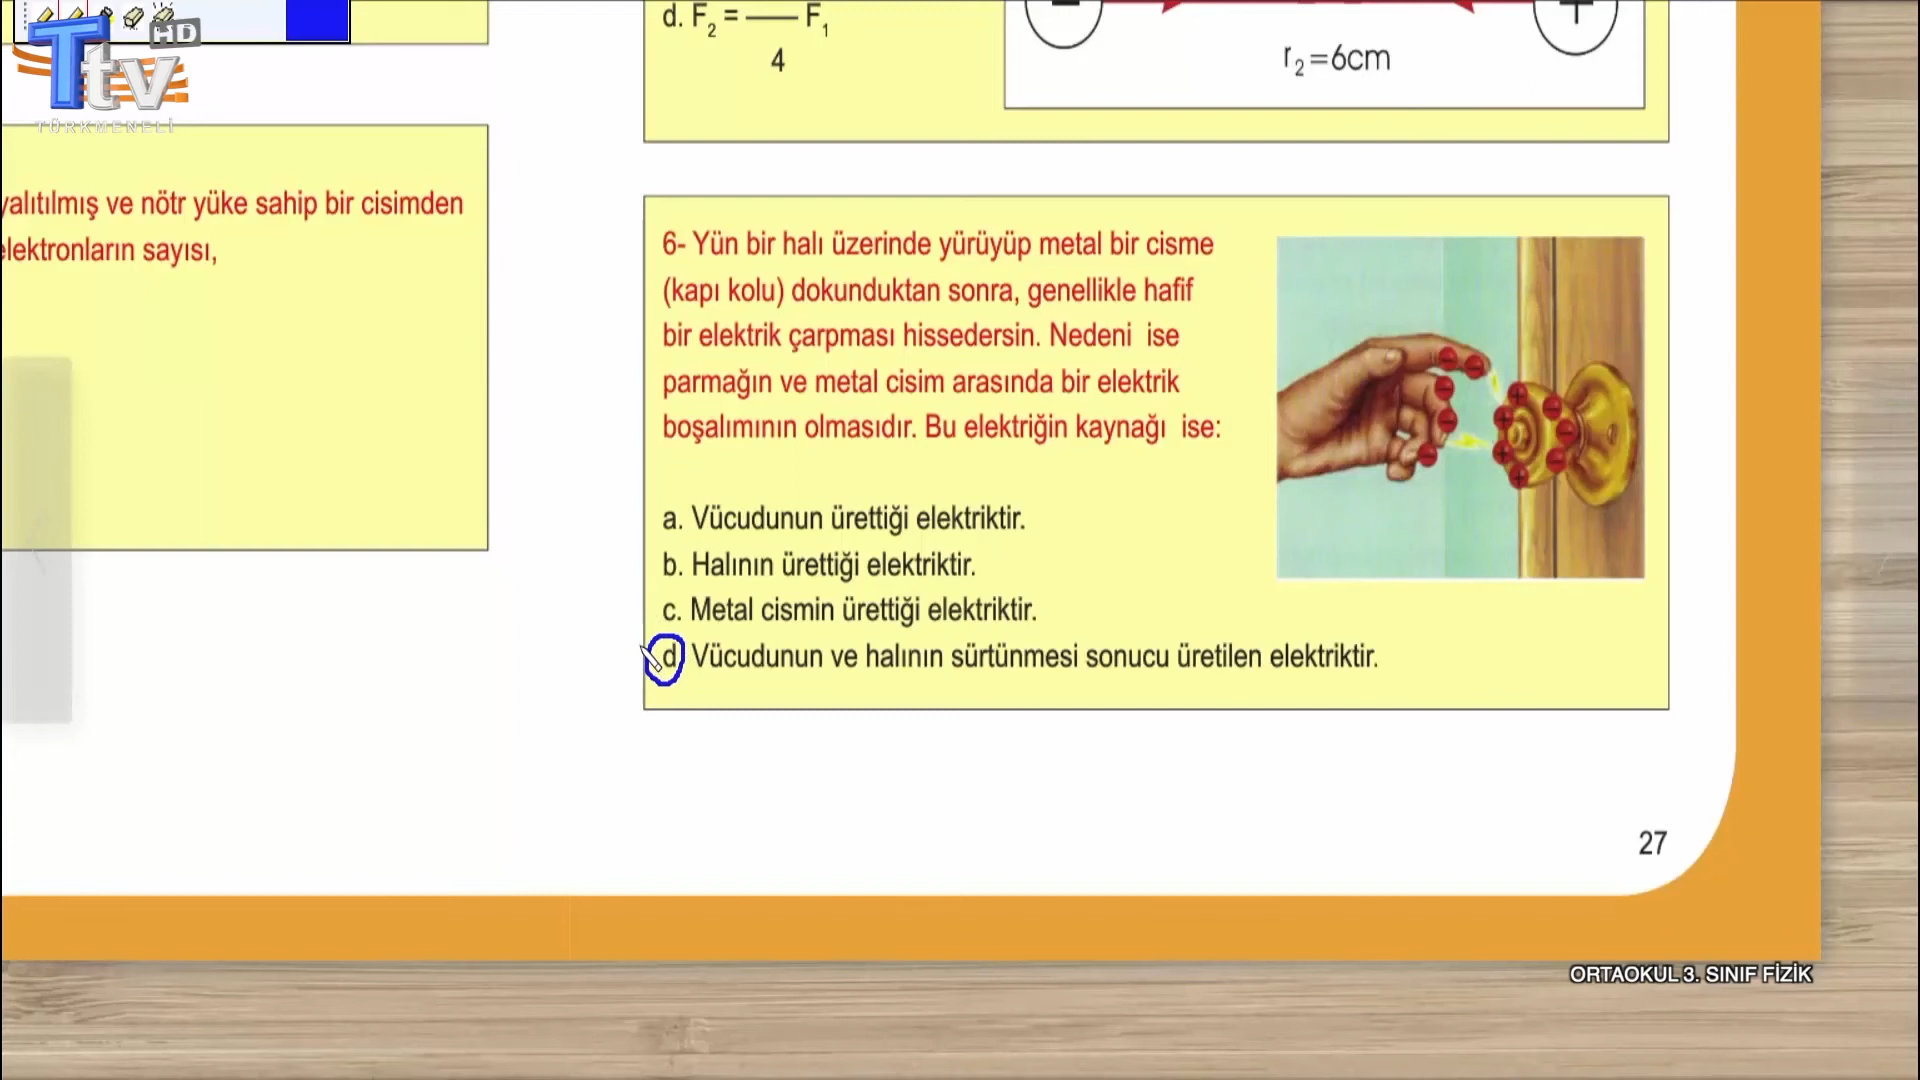 HD
Ttv
TÜRKMENELİ
yalıtılmış ve nötr yüke sahip bir cisimden
elektronların sayısı,
d. F2 = — F1
4
r2=6cm
6- Yün bir halı üzerinde yürüyüp metal bir cisme
(kapı kolu) dokunduktan sonra, genellikle hafif
bir elektrik çarpması hissedersin. Nedeni ise
parmağın ve metal cisim arasında bir elektrik
boşalımının olmasıdır. Bu elektriğin kaynağı ise:
a. Vücudunun ürettiği elektriktir.
b. Halının ürettiği elektriktir.
c. Metal cismin ürettiği elektriktir.
d. Vücudunun ve halının sürtünmesi sonucu üretilen elektriktir.
27
ORTAOKUL 3. SINIF FİZİK